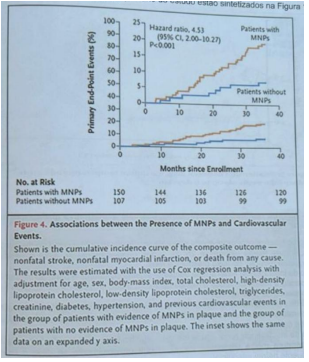 estão sintetizados na Figura
Primary End-Point Events (%)
100
90
80
70
60
50
40
30
20
10
0
25
20
15
10
5
0
Hazard ratio, 4.53
(95% CI, 2.00–10.27)
P<0.001
Patients with
MNPs
Patients without
MNPs
0 10 20 30 40
0 10 20 30 40
Months since Enrollment
No. at Risk
Patients with MNPs 150 144 136 126 120
Patients without MNPs 107 105 103 99 99
Figure 4. Associations between the Presence of MNPs and Cardiovascular
Events.
Shown is the cumulative incidence curve of the composite outcome —
nonfatal stroke, nonfatal myocardial infarction, or death from any cause.
The results were estimated with the use of Cox regression analysis with
adjustment for age, sex, body-mass index, total cholesterol, high-density
lipoprotein cholesterol, low-density lipoprotein cholesterol, triglycerides,
creatinine, diabetes, hypertension, and previous cardiovascular events in
the group of patients with evidence of MNPs in plaque and the group of
patients with no evidence of MNPs in plaque. The inset shows the same
data on an expanded y axis.